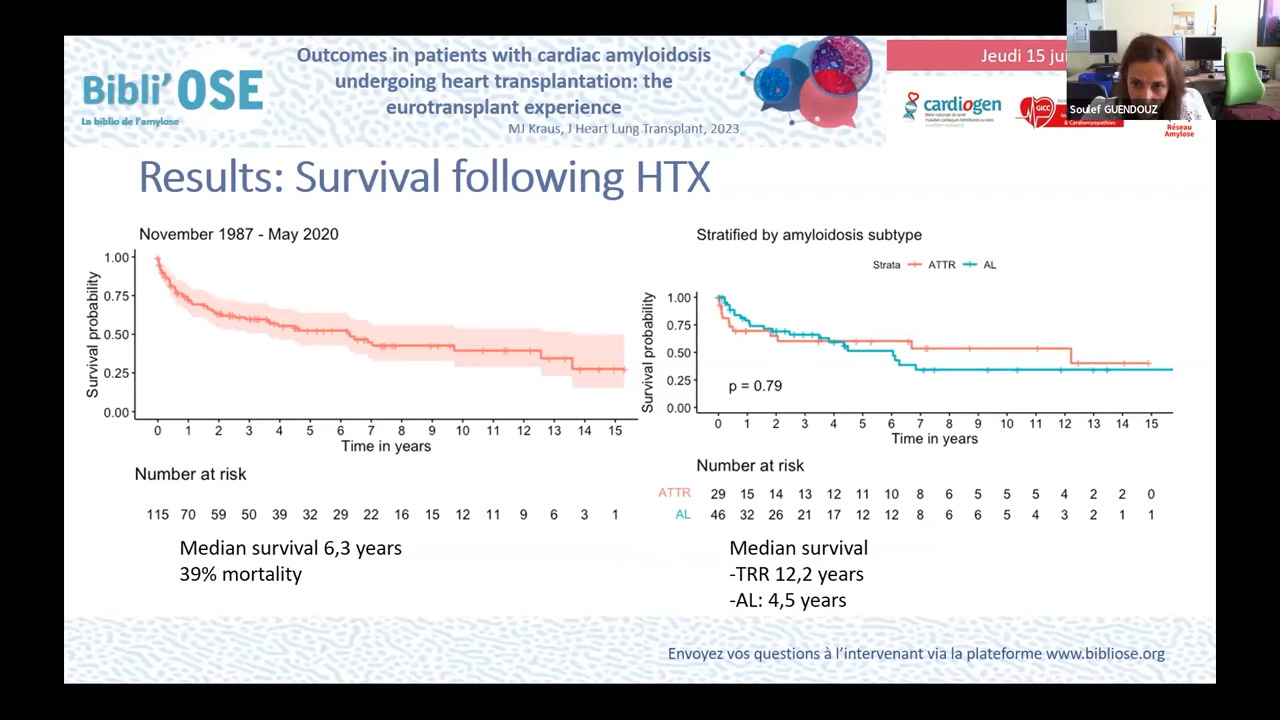 Bibli'OSE
La biblio de l'amylose
Outcomes in patients with cardiac amyloidosis
undergoing heart transplantation: the
eurotransplant experience
MJ Kraus, J Heart Lung Transplant, 2023
Jeudi 15 jui
cardiogen
GICC
& Cardiomyopathies
Réseau
Amylose
Soulef GUENDOUZ
Results: Survival following HTX
November 1987 - May 2020
Survival probability
1.00
0.75
0.50
0.25
0.00
0 1 2 3 4 5 6 7 8 9 10 11 12 13 14 15
Time in years
Number at risk
115 70 59 50 39 32 29 22 16 15 12 11 9 6 3 1
Median survival 6,3 years
39% mortality
Stratified by amyloidosis subtype
Strata ATTR AL
Survival probability
1.00
0.75
0.50
0.25
0.00
p = 0.79
0 1 2 3 4 5 6 7 8 9 10 11 12 13 14 15
Time in years
Number at risk
ATTR 29 15 14 13 12 11 10 8 6 5 5 5 4 2 2 0
AL 46 32 26 21 17 12 12 8 6 6 5 4 3 2 1 1
Median survival
-TRR 12,2 years
-AL: 4,5 years
Envoyez vos questions à l'intervenant via la plateforme www.bibliose.org